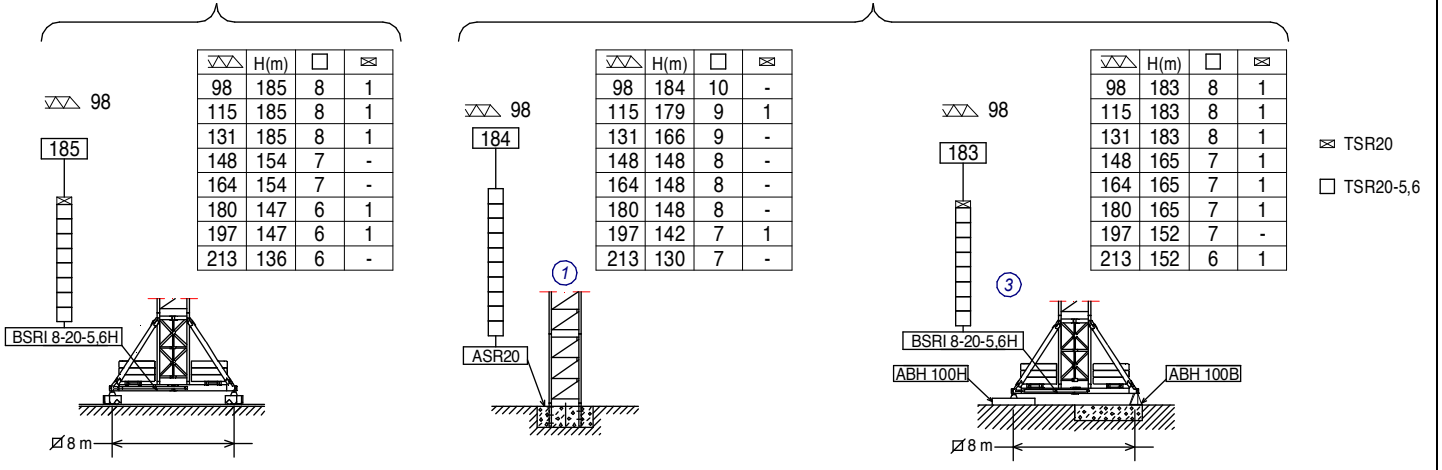 H(m)
98 185 8 1
115 185 8 1
131 185 8 1
148 154 7 -
164 154 7 -
180 147 6 1
197 147 6 1
213 136 6 -
98
185
BSRI 8-20-5,6H
8 m
H(m)
98 184 10 -
115 179 9 1
131 166 9 -
148 148 8 -
164 148 8 -
180 148 8 -
197 142 7 1
213 130 7 -
98
184
1
ASR20
H(m)
98 183 8 1
115 183 8 1
131 183 8 1
148 165 7 1
164 165 7 1
180 165 7 1
197 152 7 -
213 152 6 1
98
183
3
BSRI 8-20-5,6H
ABH 100H
ABH 100B
8 m
TSR20
TSR20-5,6